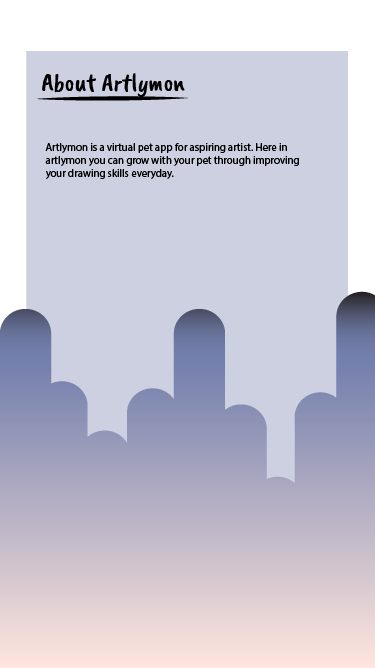 About Artlymon
Artlymon is a virtual pet app for aspiring artist. Here in
artlymon you can grow with your pet through improving
your drawing skills everyday.